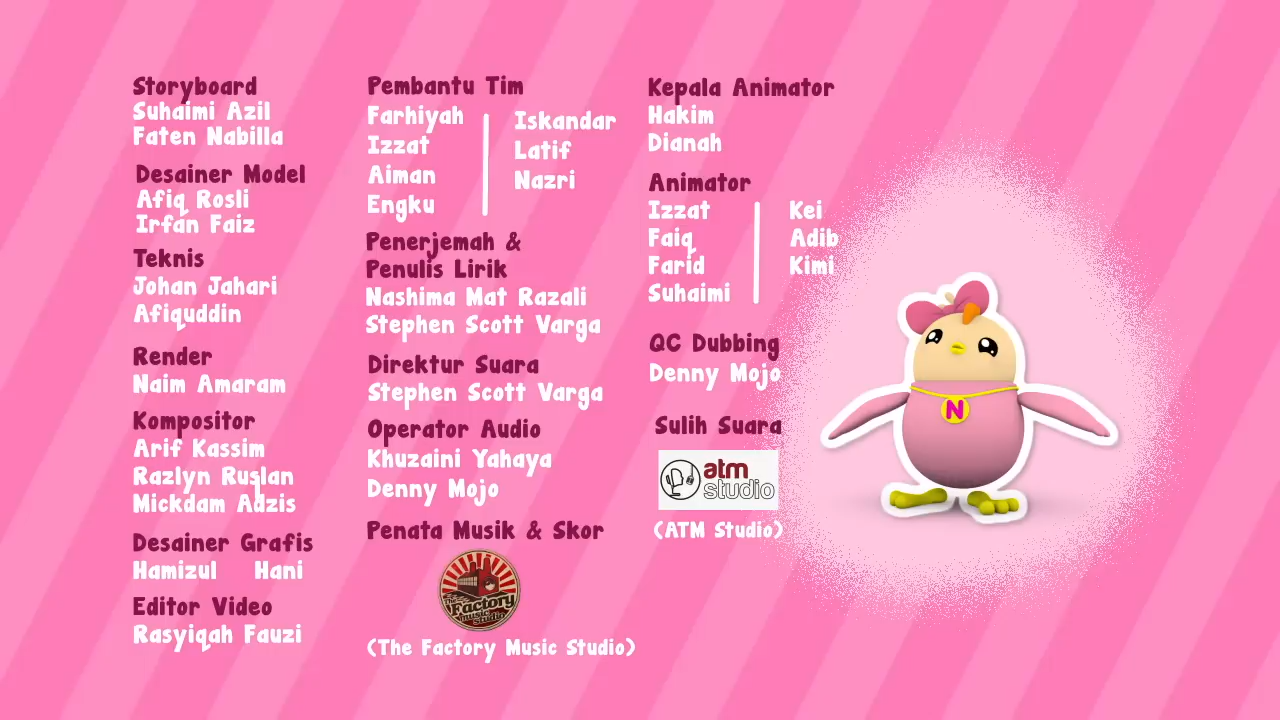 Storyboard
Suhaimi Azil
Faten Nabilla
Desainer Model
Afiq Rosli
Irfan Faiz
Teknis
Johan Jahari
Afiquddin
Render
Naim Amaram
Kompositor
Arif Kassim
Razlyn Ruslan
Mickdam Adzis
Desainer Grafis
Hamizul Hani
Editor Video
Rasyiqah Fauzi
Pembantu Tim
Farhiyah
Izzat
Aiman
Engku
Iskandar
Latif
Nazri
Penerjemah &
Penulis Lirik
Nashima Mat Razali
Stephen Scott Varga
Direktur Suara
Stephen Scott Varga
Operator Audio
Khuzaini Yahaya
Denny Mojo
Penata Musik & Skor
The Factory
music studio
(The Factory Music Studio)
Kepala Animator
Hakim
Dianah
Animator
Izzat
Faiq
Farid
Suhaimi
Kei
Adib
Kimi
QC Dubbing
Denny Mojo
Sulih Suara
atm
studio
(ATM Studio)
N